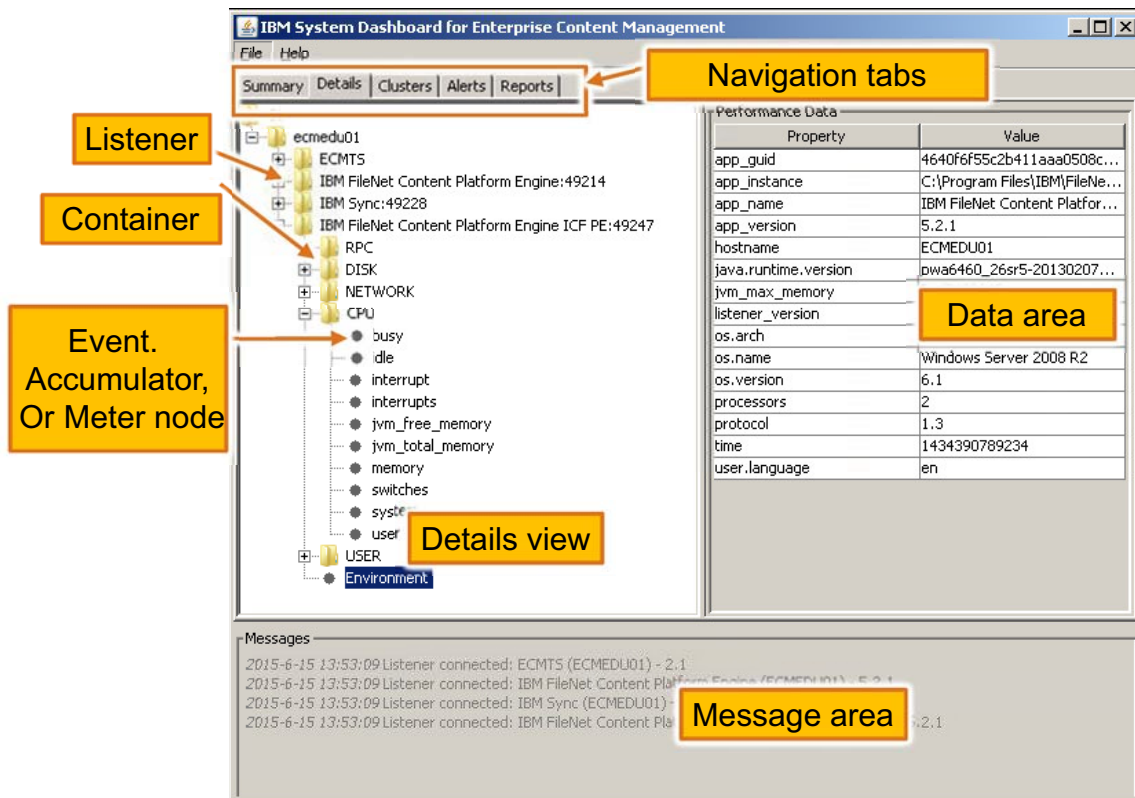 IBM System Dashboard for Enterprise Content Management
File Help
Navigation tabs
Summary Details Clusters Alerts Reports
Listener
Container
Event.
Accumulator,
Or Meter node
ecmedu01
ECMTS
IBM FileNet Content Platform Engine:49214
IBM Sync:49228
IBM FileNet Content Platform Engine ICF PE:49247
RPC
DISK
NETWORK
CPU
busy
idle
interrupt
interrupts
jvm_free_memory
jvm_total_memory
memory
switches
user
USER
Environment
Details view
Performance Data
Property Value
app_guid 4640f6f55c2b411aaa0508c...
app_instance C:\Program Files\IBM\FileNe...
app_name IBM FileNet Content Platfor...
app_version 5.2.1
hostname ECMEDU01
java.runtime.version pwa6460_26sr5-20130207...
jvm_max_memory
listener_version
os.arch
os.name Windows Server 2008 R2
os.version 6.1
processors 2
protocol 1.3
time 1434390789234
user.language en
Data area
Messages
2015-6-15 13:53:09 Listener connected: ECMTS (ECMEDU01) - 2.1
2015-6-15 13:53:09 Listener connected: IBM FileNet Content Platform Engine (ECMEDU01) - 5.2.1
2015-6-15 13:53:09 Listener connected: IBM Sync (ECMEDU01) -
2015-6-15 13:53:09 Listener connected: IBM FileNet Content .2.1
Message area